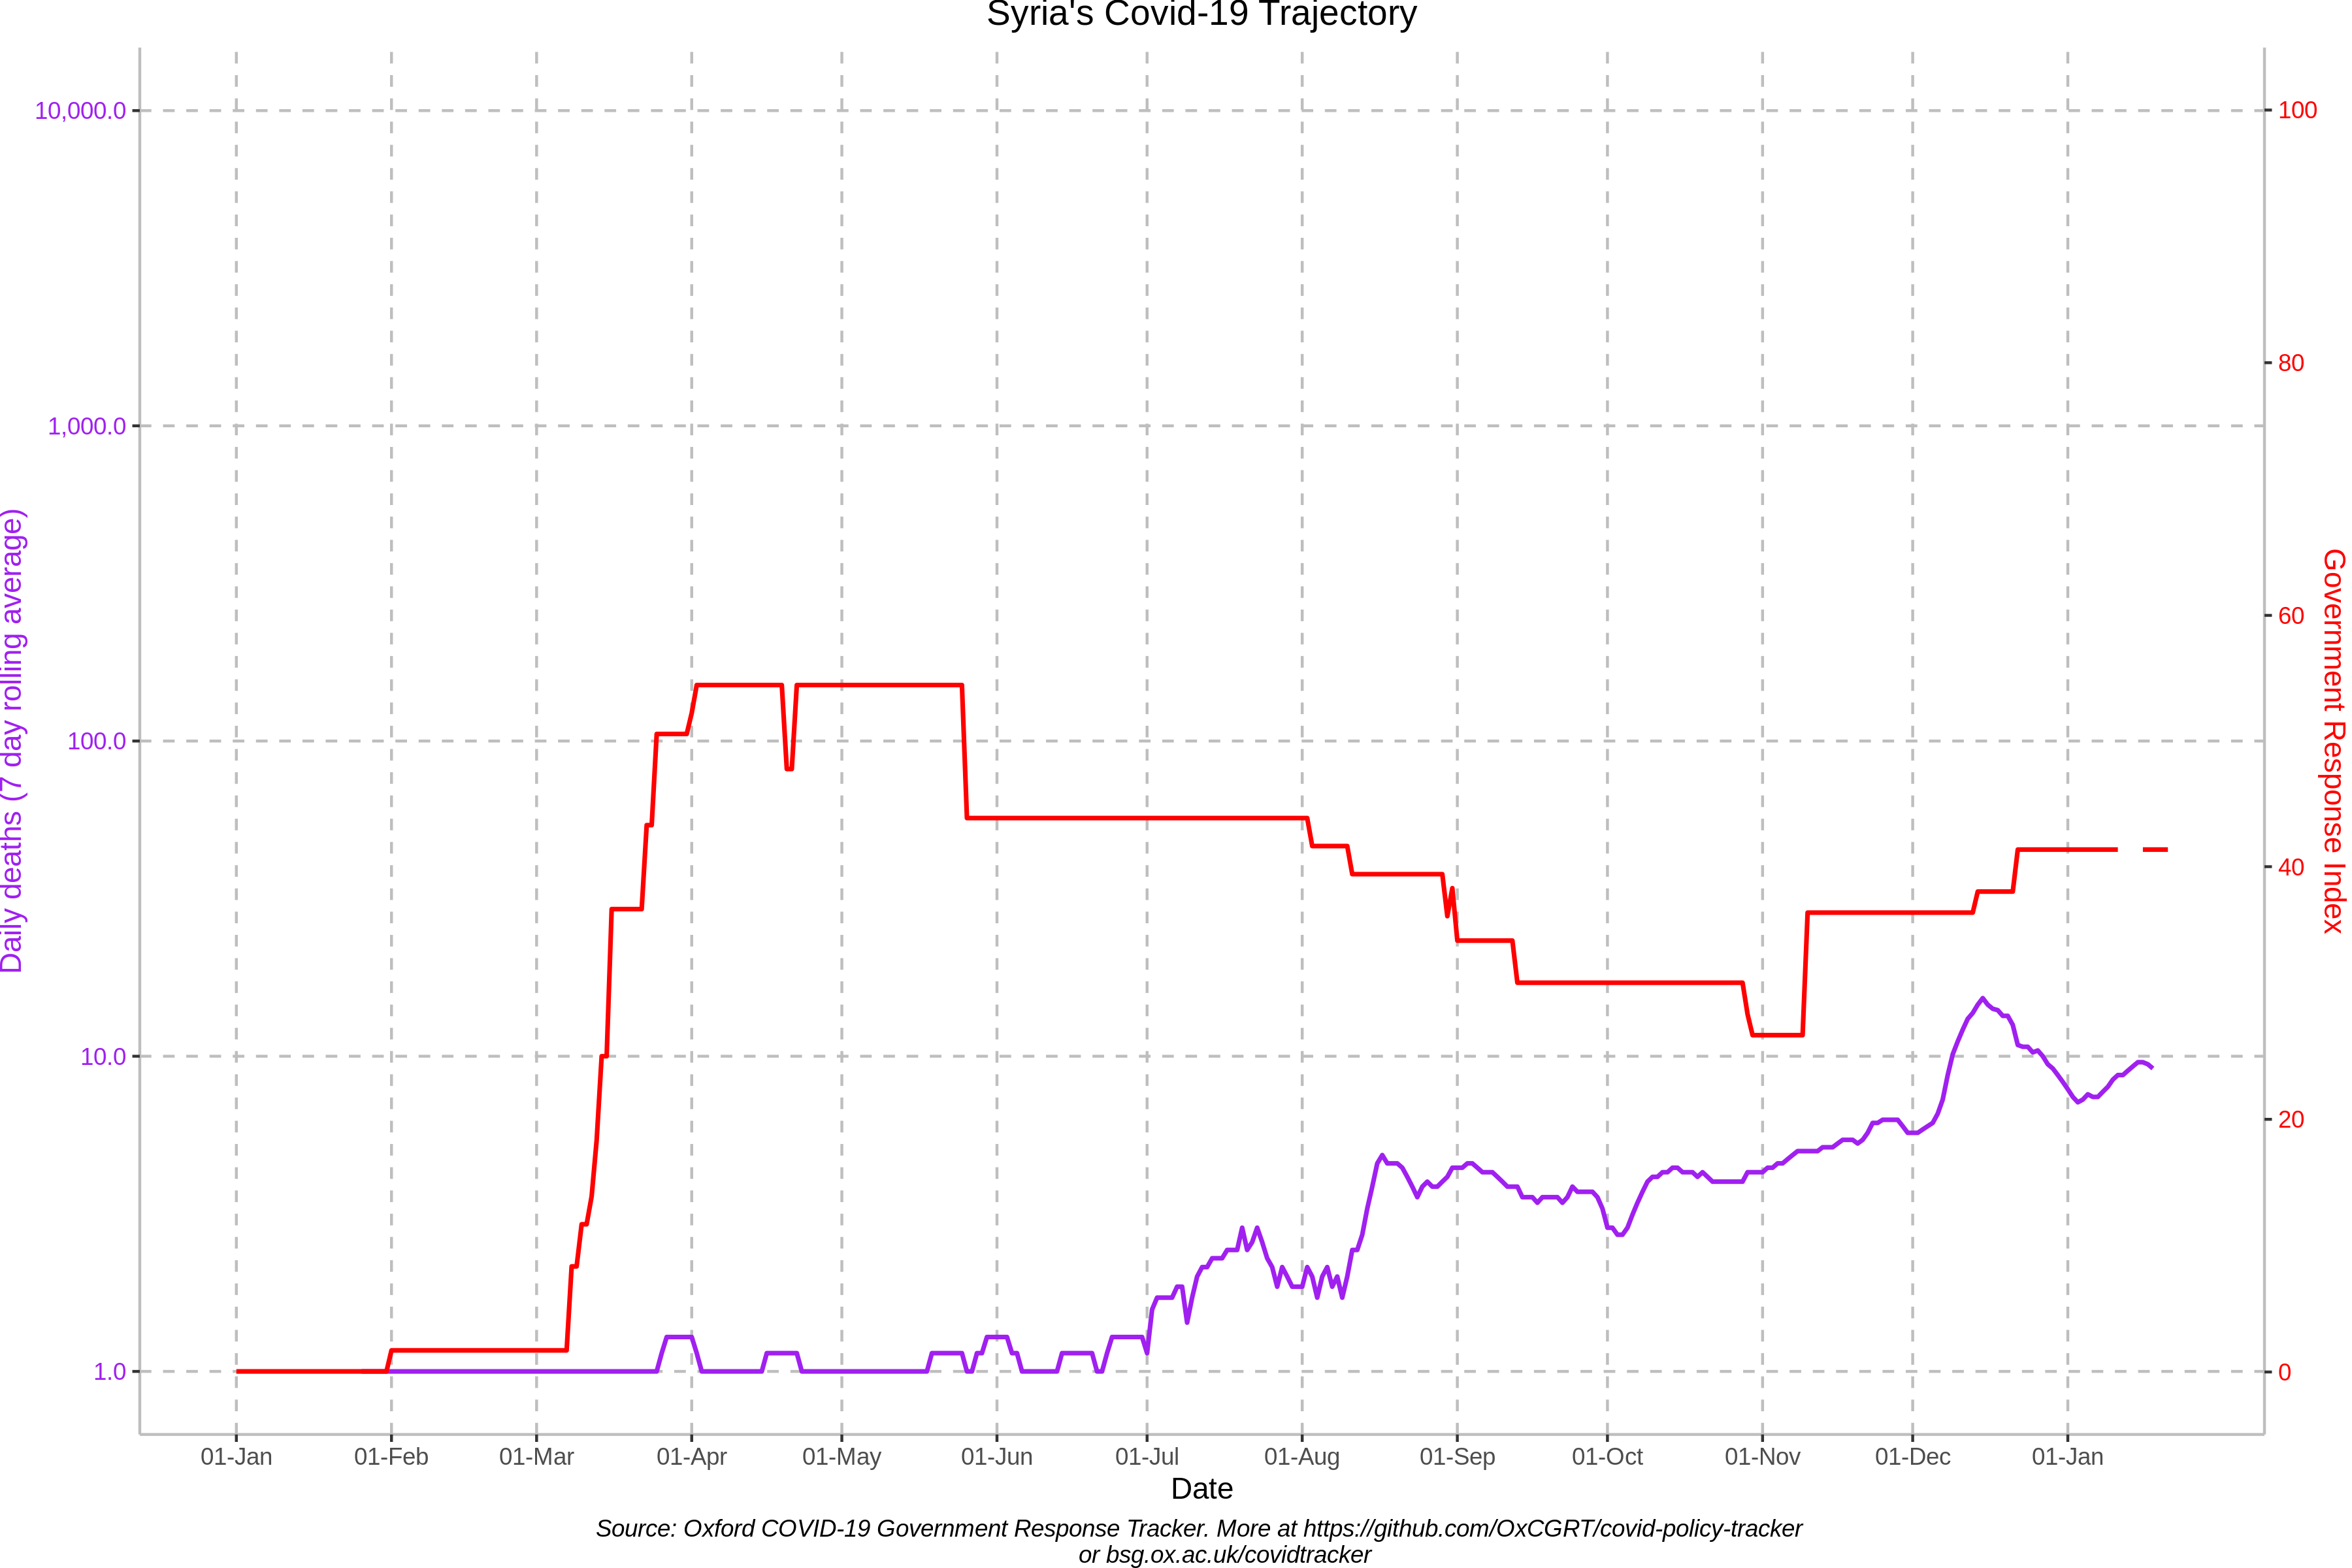 Syria's Covid-19 Trajectory
10,000.0
1,000.0
100.0
10.0
1.0
Daily deaths (7 day rolling average)
100
80
60
40
20
0
Government Response Index
01-Jan 01-Feb 01-Mar 01-Apr 01-May 01-Jun 01-Jul 01-Aug 01-Sep 01-Oct 01-Nov 01-Dec 01-Jan
Date
Source: Oxford COVID-19 Government Response Tracker. More at https://github.com/OxCGRT/covid-policy-tracker
or bsg.ox.ac.uk/covidtracker